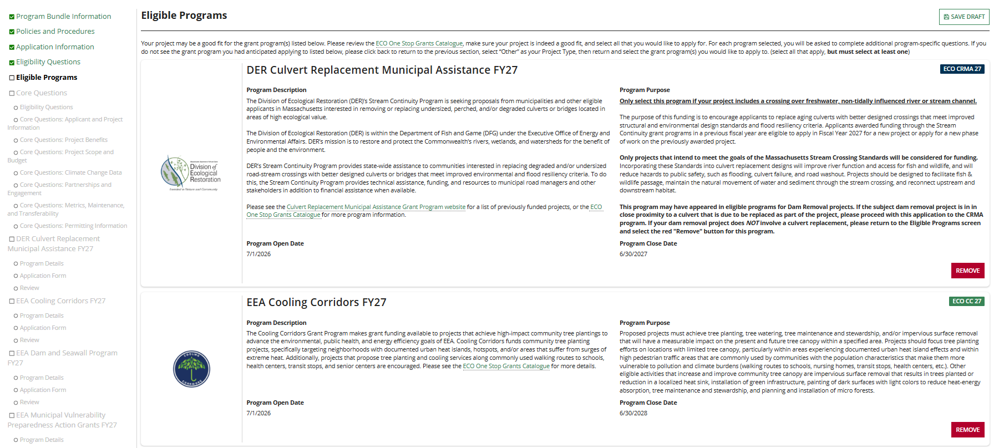 Program Bundle Information
Policies and Procedures
Application Information
Eligibility Questions
Eligible Programs
Core Questions
Eligibility Questions
Core Questions: Applicant and Project
Information
Core Questions: Project Benefits
Core Questions: Project Scope and
Budget
Core Questions: Climate Change Data
Core Questions: Partnerships and
Engagement
Core Questions: Metrics, Maintenance,
and Transferability
Core Questions: Permitting Information
DER Culvert Replacement
Municipal Assistance FY27
Program Details
Application Form
Review
EEA Cooling Corridors FY27
Program Details
Application Form
Review
EEA Dam and Seawall Program
FY27
Program Details
Application Form
Review
EEA Municipal Vulnerability
Preparedness Action Grants FY27
Program Details
Eligible Programs
SAVE DRAFT
Your project may be a good fit for the grant program(s) listed below. Please review the ECO One Stop Grants Catalogue, make sure your project is indeed a good fit, and select all that you would like to apply for. For each program selected, you will be asked to complete additional program-specific questions. If you
do not see the grant program you had anticipated applying to listed below, please click back to return to the previous section, select “Other” as your Project Type, then return and select the grant program(s) you would like to apply to. (select all that apply, but must select at least one)
Division of
Ecological
Restoration
Invested in Nature and Community
DER Culvert Replacement Municipal Assistance FY27
ECO CRMA 27
Program Description
The Division of Ecological Restoration (DER)'s Stream Continuity Program is seeking proposals from municipalities and other eligible
applicants in Massachusetts interested in removing or replacing undersized, perched, and/or degraded culverts or bridges located in
areas of high ecological value.
The Division of Ecological Restoration (DER) is within the Department of Fish and Game (DFG) under the Executive Office of Energy and
Environmental Affairs. DER’s mission is to restore and protect the Commonwealth’s rivers, wetlands, and watersheds for the benefit of
people and the environment.
DER’s Stream Continuity Program provides state-wide assistance to communities interested in replacing degraded and/or undersized
road-stream crossings with better designed culverts or bridges that meet improved environmental and flood resiliency criteria. To do
this, the Stream Continuity Program provides technical assistance, funding, and resources to municipal road managers and other
stakeholders in addition to financial assistance when available.
Please see the Culvert Replacement Municipal Assistance Grant Program website for a list of previously funded projects, or the ECO
One Stop Grants Catalogue for more program information.
Program Purpose
Only select this program if your project includes a crossing over freshwater, non-tidally influenced river or stream channel.
The purpose of this funding is to encourage applicants to replace aging culverts with better designed crossings that meet improved
structural and environmental design standards and flood resiliency criteria. Applicants awarded funding through the Stream
Continuity grant programs in a previous fiscal year are eligible to apply in Fiscal Year 2027 for a new project or apply for a new phase
of work on the previously awarded project.
Only projects that intend to meet the goals of the Massachusetts Stream Crossing Standards will be considered for funding.
Incorporating these Standards into culvert replacement designs will improve river function and access for fish and wildlife, and will
reduce hazards to public safety, such as flooding, culvert failure, and road washout. Projects should be designed to facilitate fish &
wildlife passage, maintain the natural movement of water and sediment through the stream crossing, and reconnect upstream and
downstream habitat.
This program may have appeared in eligible programs for Dam Removal projects. If the subject dam removal project is in in
close proximity to a culvert that is due to be replaced as part of the project, please proceed with this application to the CRMA
program. If your dam removal project does NOT involve a culvert replacement, please return to the Eligible Programs screen
and select the red "Remove" button for this program.
Program Open Date
7/1/2026
Program Close Date
6/30/2027
REMOVE
COOLING
CORRIDORS
EEA Cooling Corridors FY27
ECO CC 27
Program Description
The Cooling Corridors Grant Program makes grant funding available to projects that achieve high-impact community tree plantings to
advance the environmental, public health, and energy efficiency goals of EEA. Cooling Corridors funds community tree planting
projects, specifically targeting neighborhoods with documented urban heat islands, hotspots, and/or areas that suffer from surges of
extreme heat. Additionally, projects that propose tree planting and cooling services along commonly used walking routes to schools,
health centers, transit stops, and senior centers are encouraged. Please see the ECO One Stop Grants Catalogue for more details.
Program Purpose
Proposed projects must achieve tree planting, tree watering, tree maintenance and stewardship, and/or impervious surface removal
that will have a measurable impact on the present and future tree canopy within a specified area. Projects should focus tree planting
efforts on locations with limited tree canopy, particularly within areas experiencing documented urban heat island effects and within
high pedestrian traffic areas that are commonly used by communities with the population characteristics that make them more
vulnerable to pollution and climate burdens (walking routes to schools, nursing homes, transit stops, health centers, etc.). Other
eligible activities that increase and improve community tree canopy are impervious surface removal that results in trees planted or
reduction in a localized heat sink, installation of green infrastructure, painting of dark surfaces with light colors to reduce heat-energy
absorption, tree maintenance and stewardship, and planning and installation of micro forests.
Program Open Date
7/1/2026
Program Close Date
6/30/2028
REMOVE